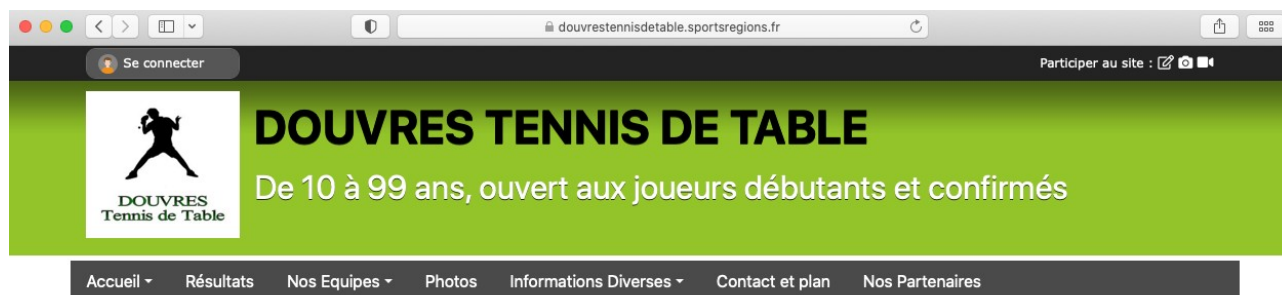 douvrestennisdetable.sportsregions.fr
Se connecter
Participer au site :
DOUVRES TENNIS DE TABLE
De 10 à 99 ans, ouvert aux joueurs débutants et confirmés
DOUVRES
Tennis de Table
Accueil Résultats Nos Equipes Photos Informations Diverses Contact et plan Nos Partenaires